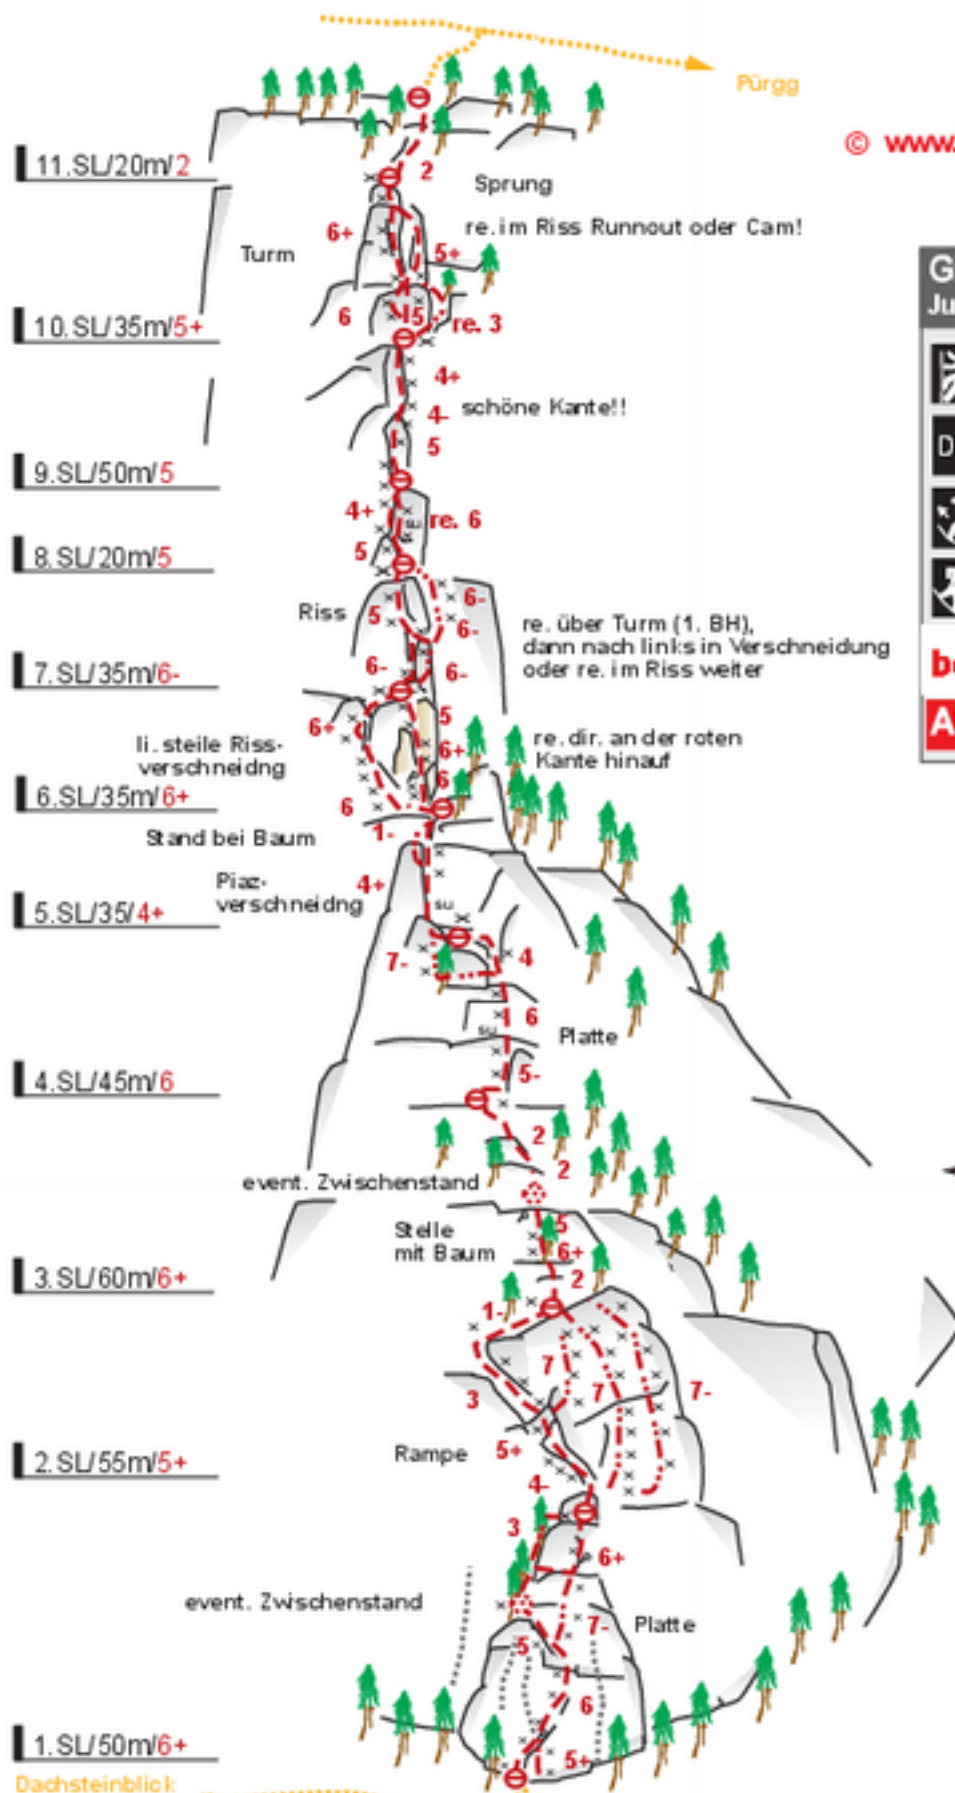 Pürgg
© www.
11.SL/20m/2
2
Sprung
re. im Riss Runnout oder Cam!
6+
Turm
5+
6
5
re. 3
10.SL/35m/5+
4+
4-
schöne Kante!!
5
9.SL/50m/5
4+
re. 6
su
5
8.SL/20m/5
6-
Riss
5
6-
re. über Turm (1. BH),
dann nach links in Verschneidung
oder re. im Riss weiter
6-
6-
7.SL/35m/6-
5
6+
li. steile Riss-
verschneidng
6+
re. dir. an der roten
Kante hinauf
6
6.SL/35m/6+
6
1-
Stand bei Baum
4+
Piaz-
verschneidng
su
5.SL/35/4+
7-
4
6
su
Platte
5-
4.SL/45m/6
2
2
event. Zwischenstand
5
Stelle
mit Baum
6+
2
3.SL/60m/6+
1-
7
7
7-
3
5+
Rampe
2.SL/55m/5+
4-
3
6+
event. Zwischenstand
7-
Platte
5
6
1.SL/50m/6+
5+
Dachsteinblick
G
Ju
D
b
A